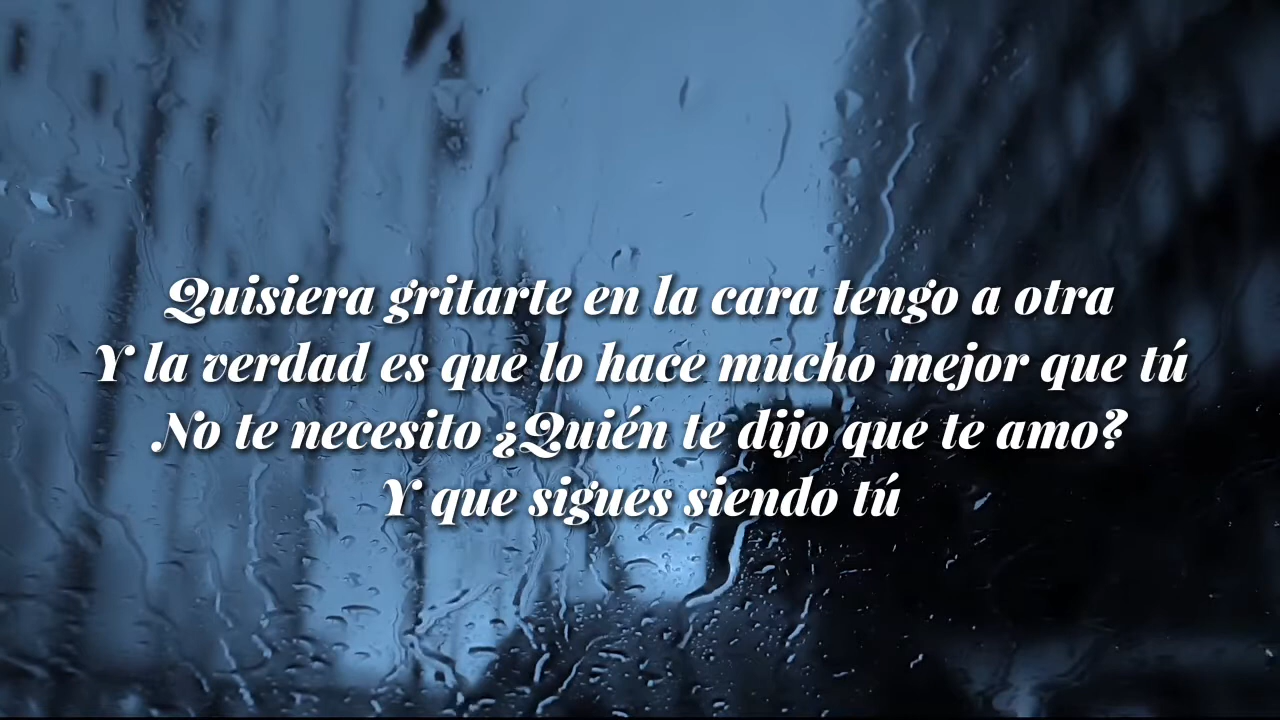 Quisiera gritarte en la cara tengo a otra
Y la verdad es que lo hace mucho mejor que tú
No te necesito ¿Quién te dijo que te amo?
Y que sigues siendo tú